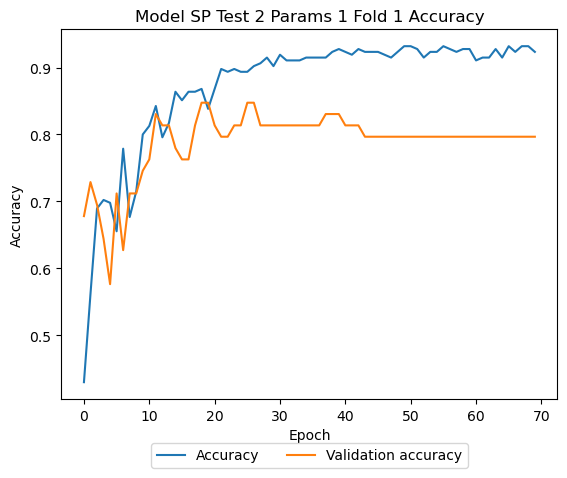 Model SP Test 2 Params 1 Fold 1 Accuracy
0.9
0.8
0.7
0.6
0.5
Accuracy
0 10 20 30 40 50 60 70
Epoch
Accuracy Validation accuracy